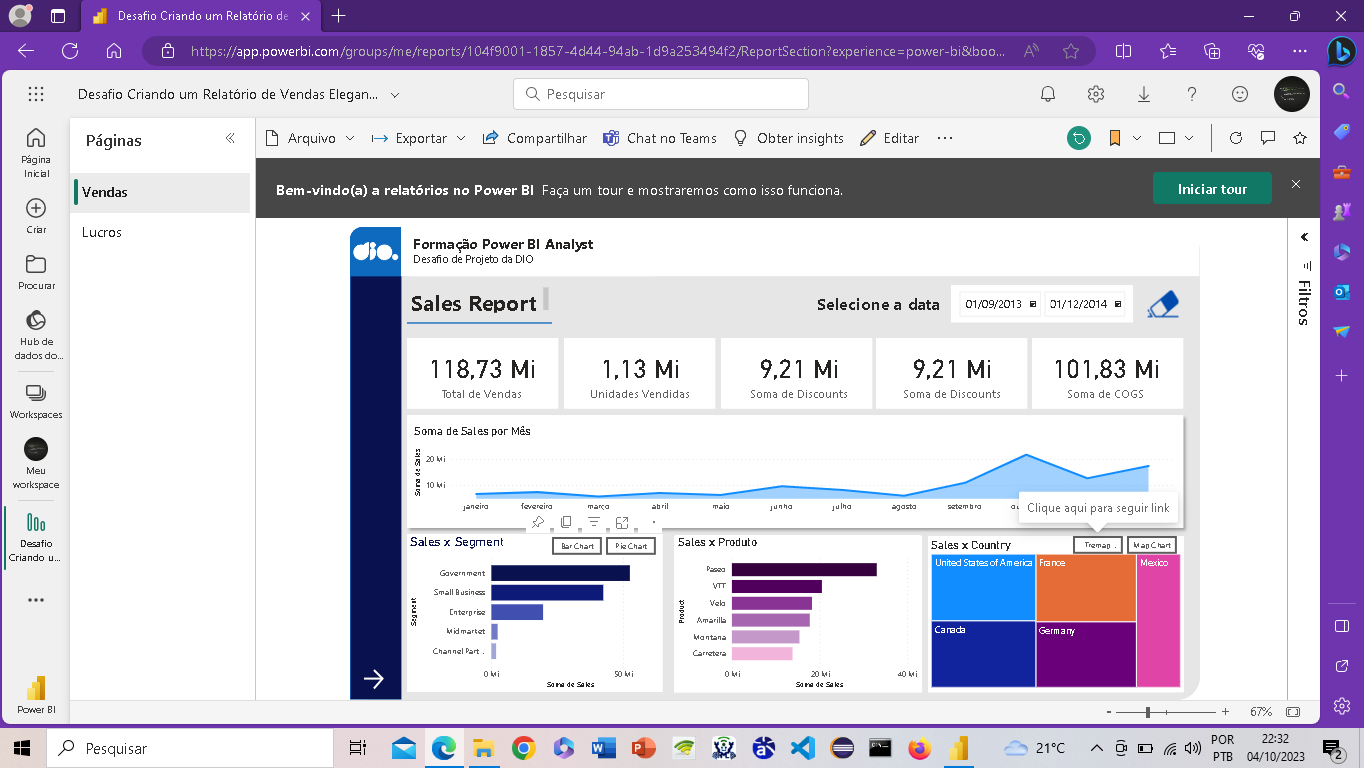 Desafio Criando um Relatório de
https://app.powerbi.com/groups/me/reports/104f9001-1857-4d44-94ab-1d9a253494f2/ReportSection?experience=power-bi&boo...
Desafio Criando um Relatório de Vendas Elegan...
Pesquisar
Página
Inicial
Criar
Procurar
Hub de
dados do...
Workspaces
Meu
workspace
Desafio
Criando u...
Power BI
Páginas
Vendas
Lucros
Arquivo
Exportar
Compartilhar
Chat no Teams
Obter insights
Editar
Bem-vindo(a) a relatórios no Power BI Faça um tour e mostraremos como isso funciona.
Iniciar tour
Filtros
dio.
Formação Power BI Analyst
Desafio de Projeto da DIO
Sales Report
Selecione a data
01/09/2013
01/12/2014
118,73 Mi
Total de Vendas
1,13 Mi
Unidades Vendidas
9,21 Mi
Soma de Discounts
9,21 Mi
Soma de Discounts
101,83 Mi
Soma de COGS
Soma de Sales por Mês
Soma de Sales
20 Mi
10 Mi
janeiro fevereiro março abril maio junho julho agosto setembro
Clique aqui para seguir link
Sales x Segment
Bar Chart
Pie Chart
Segment
Government
Small Business
Enterprise
Midmarket
Channel Part...
0 Mi 50 Mi
Soma de Sales
Sales x Produto
Product
Paseo
VTT
Velo
Amarilla
Montana
Carretera
0 Mi 20 Mi 40 Mi
Soma de Sales
Sales x Country
Tremap...
Map Chart
United States of America
France
Mexico
Canada
Germany
67%
Pesquisar
21°C
POR
PTB
22:32
04/10/2023
2